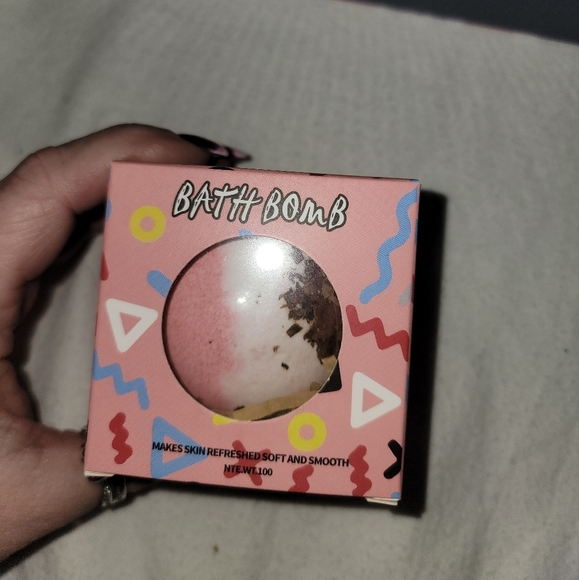 BATH BOMB
MAKES SKIN REFRESHED SOFT AND SMOOTH
NTE.WT.100